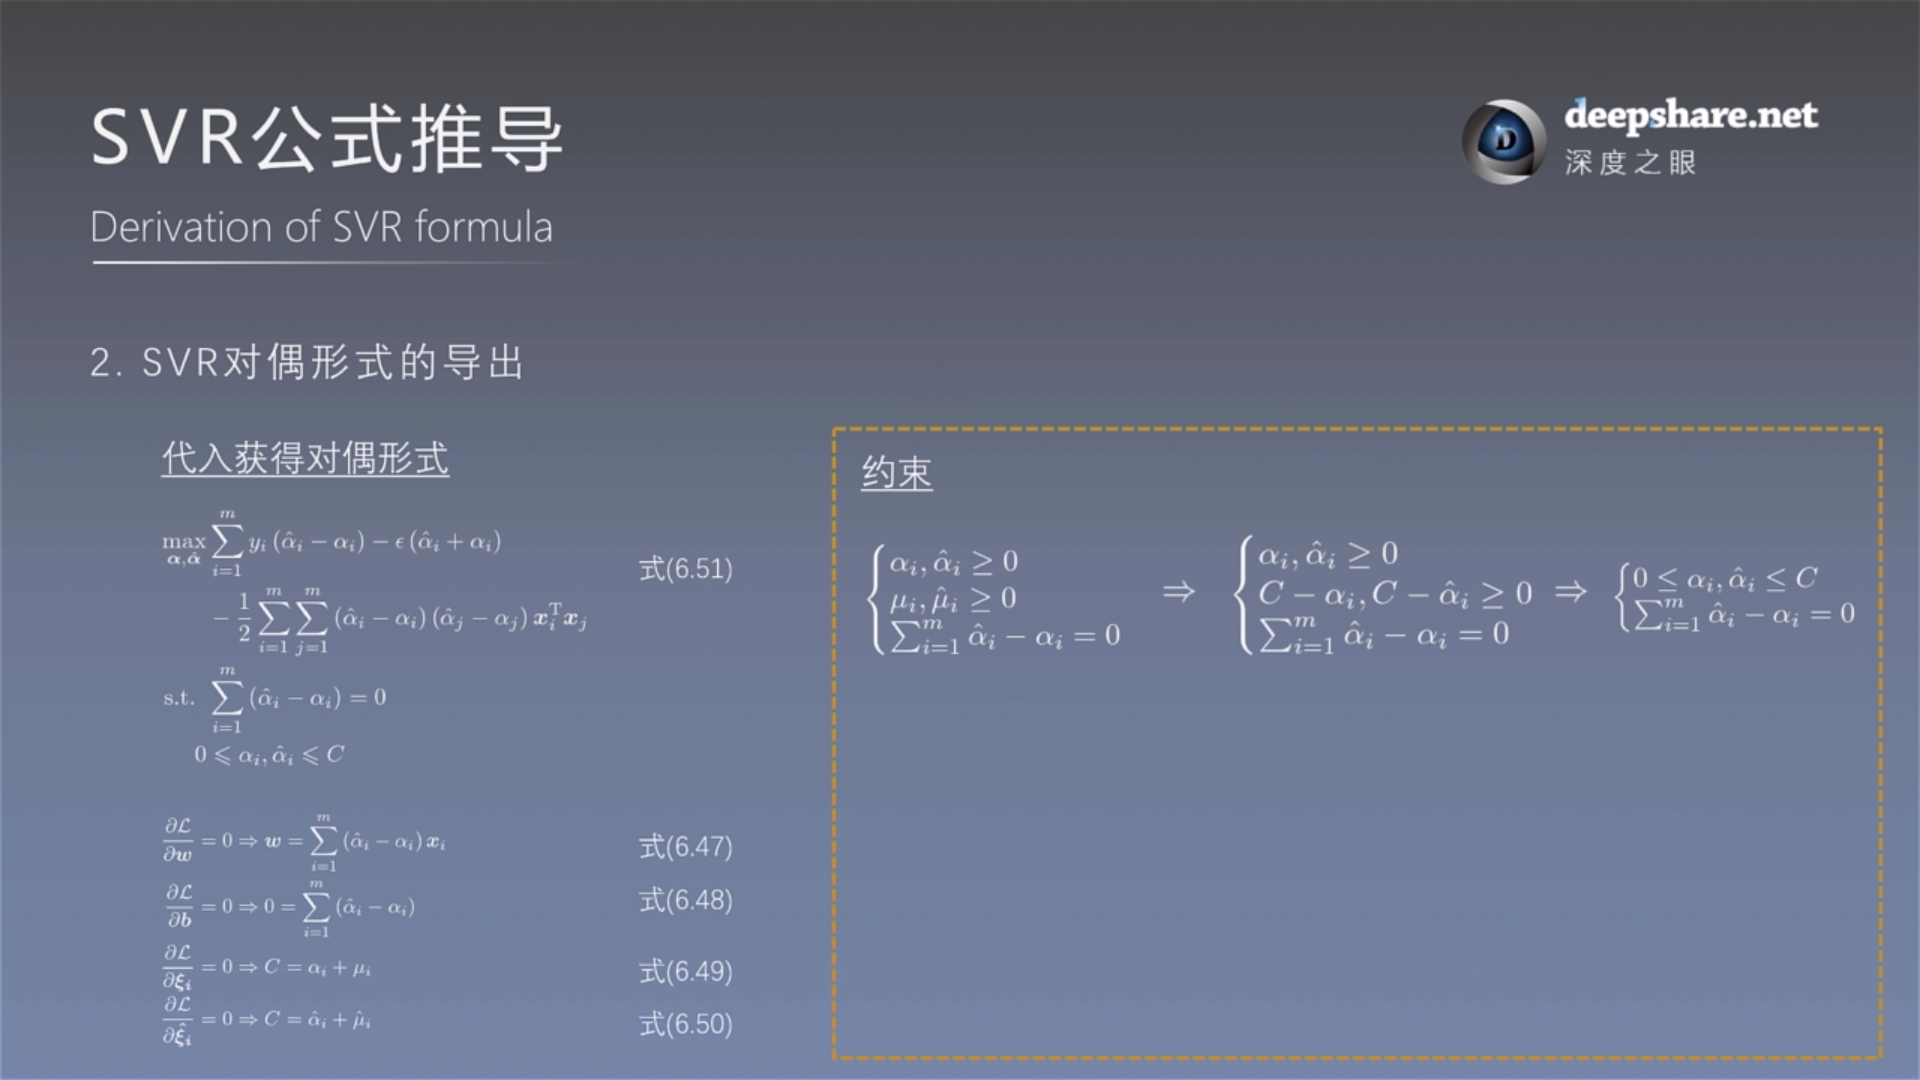 SVR公式推导
Derivation of SVR formula
deepshare.net
深度之眼
2. SVR对偶形式的导出
代入获得对偶形式
$\max_{\boldsymbol{\alpha},\hat{\boldsymbol{\alpha}}} \sum_{i=1}^{m} y_i (\hat{\alpha}_i - \alpha_i) - \epsilon (\hat{\alpha}_i + \alpha_i)$
$- \frac{1}{2} \sum_{i=1}^{m} \sum_{j=1}^{m} (\hat{\alpha}_i - \alpha_i)(\hat{\alpha}_j - \alpha_j) \boldsymbol{x}_i^{\mathrm{T}} \boldsymbol{x}_j$
式(6.51)
$\text{s.t.} \sum_{i=1}^{m} (\hat{\alpha}_i - \alpha_i) = 0$
$0 \leqslant \alpha_i, \hat{\alpha}_i \leqslant C$
$\frac{\partial \mathcal{L}}{\partial \boldsymbol{w}} = 0 \Rightarrow \boldsymbol{w} = \sum_{i=1}^{m} (\hat{\alpha}_i - \alpha_i) \boldsymbol{x}_i$ 式(6.47)
$\frac{\partial \mathcal{L}}{\partial b} = 0 \Rightarrow 0 = \sum_{i=1}^{m} (\hat{\alpha}_i - \alpha_i)$ 式(6.48)
$\frac{\partial \mathcal{L}}{\partial \boldsymbol{\xi}_i} = 0 \Rightarrow C = \alpha_i + \mu_i$ 式(6.49)
$\frac{\partial \mathcal{L}}{\partial \hat{\boldsymbol{\xi}}_i} = 0 \Rightarrow C = \hat{\alpha}_i + \hat{\mu}_i$ 式(6.50)
约束
$\begin{cases} \alpha_i, \hat{\alpha}_i \geq 0 \\ \mu_i, \hat{\mu}_i \geq 0 \\ \sum_{i=1}^{m} \hat{\alpha}_i - \alpha_i = 0 \end{cases} \Rightarrow \begin{cases} \alpha_i, \hat{\alpha}_i \geq 0 \\ C - \alpha_i, C - \hat{\alpha}_i \geq 0 \\ \sum_{i=1}^{m} \hat{\alpha}_i - \alpha_i = 0 \end{cases} \Rightarrow \begin{cases} 0 \leq \alpha_i, \hat{\alpha}_i \leq C \\ \sum_{i=1}^{m} \hat{\alpha}_i - \alpha_i = 0 \end{cases}$